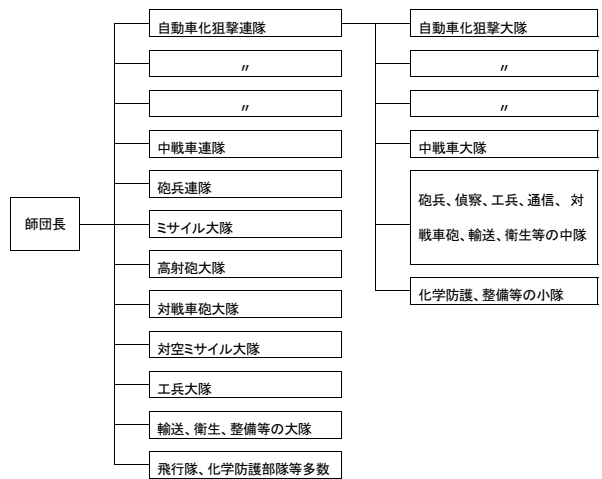 師団長
自動車化狙撃連隊
〃
〃
中戦車連隊
砲兵連隊
ミサイル大隊
高射砲大隊
対戦車砲大隊
対空ミサイル大隊
工兵大隊
輸送、衛生、整備等の大隊
飛行隊、化学防護部隊等多数
自動車化狙撃大隊
〃
〃
中戦車大隊
砲兵、偵察、工兵、通信、 対
戦車砲、輸送、衛生等の中隊
化学防護、整備等の小隊